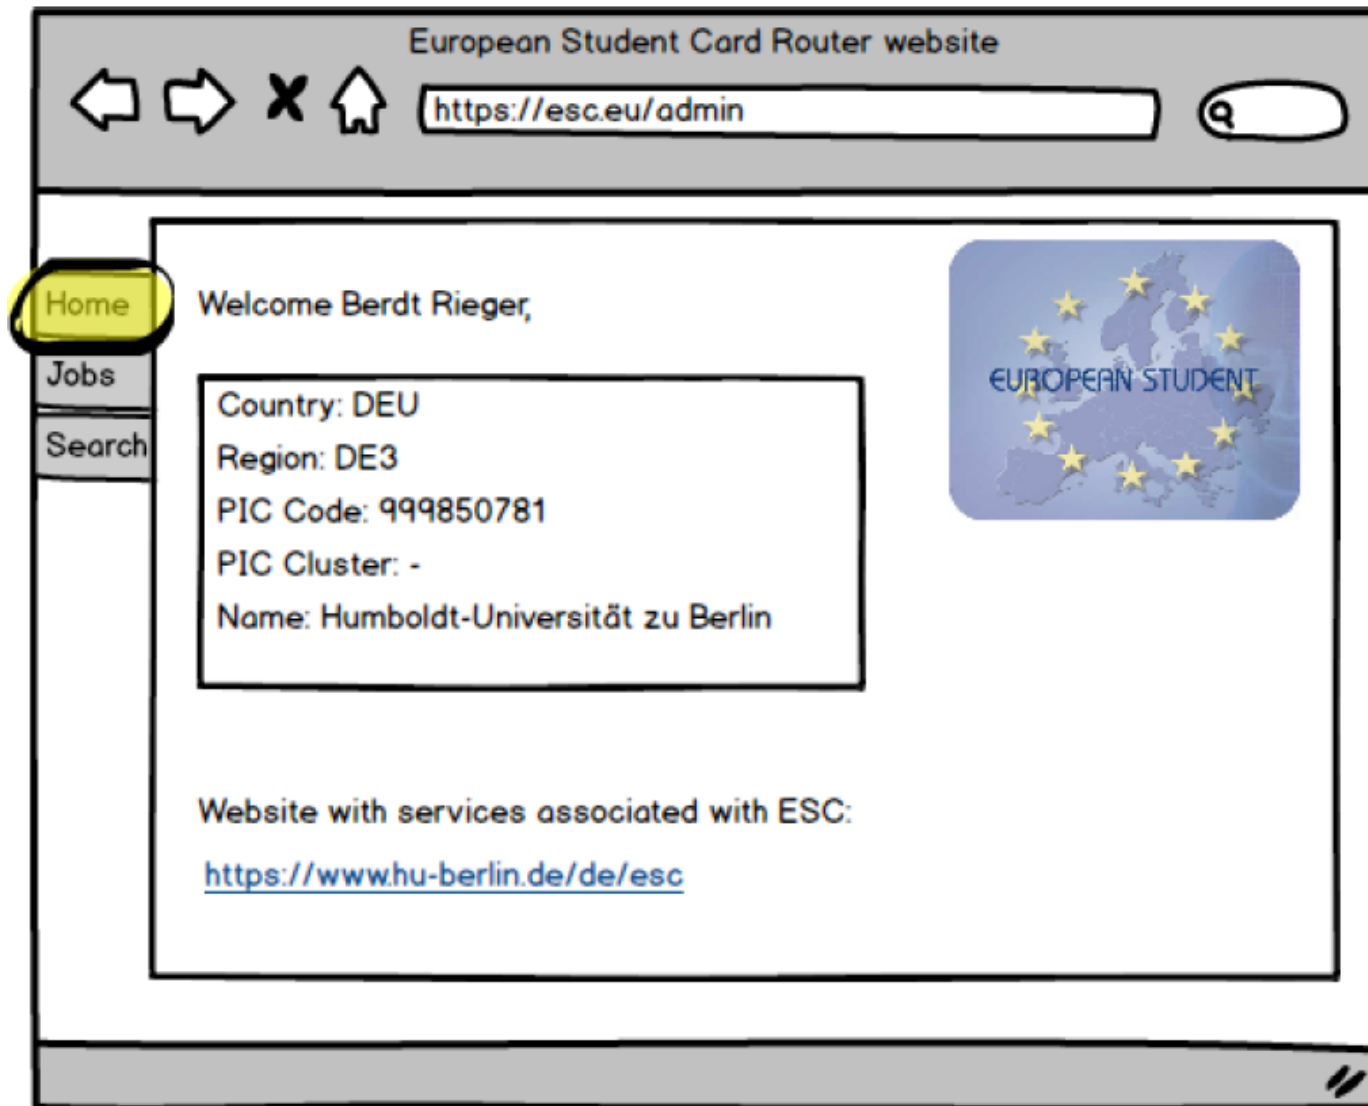 European Student Card Router website
https://esc.eu/admin
Home
Jobs
Search
Welcome Berdt Rieger,
EUROPEAN STUDENT
Country: DEU
Region: DE3
PIC Code: 999850781
PIC Cluster: -
Name: Humboldt-Universität zu Berlin
Website with services associated with ESC:
https://www.hu-berlin.de/de/esc